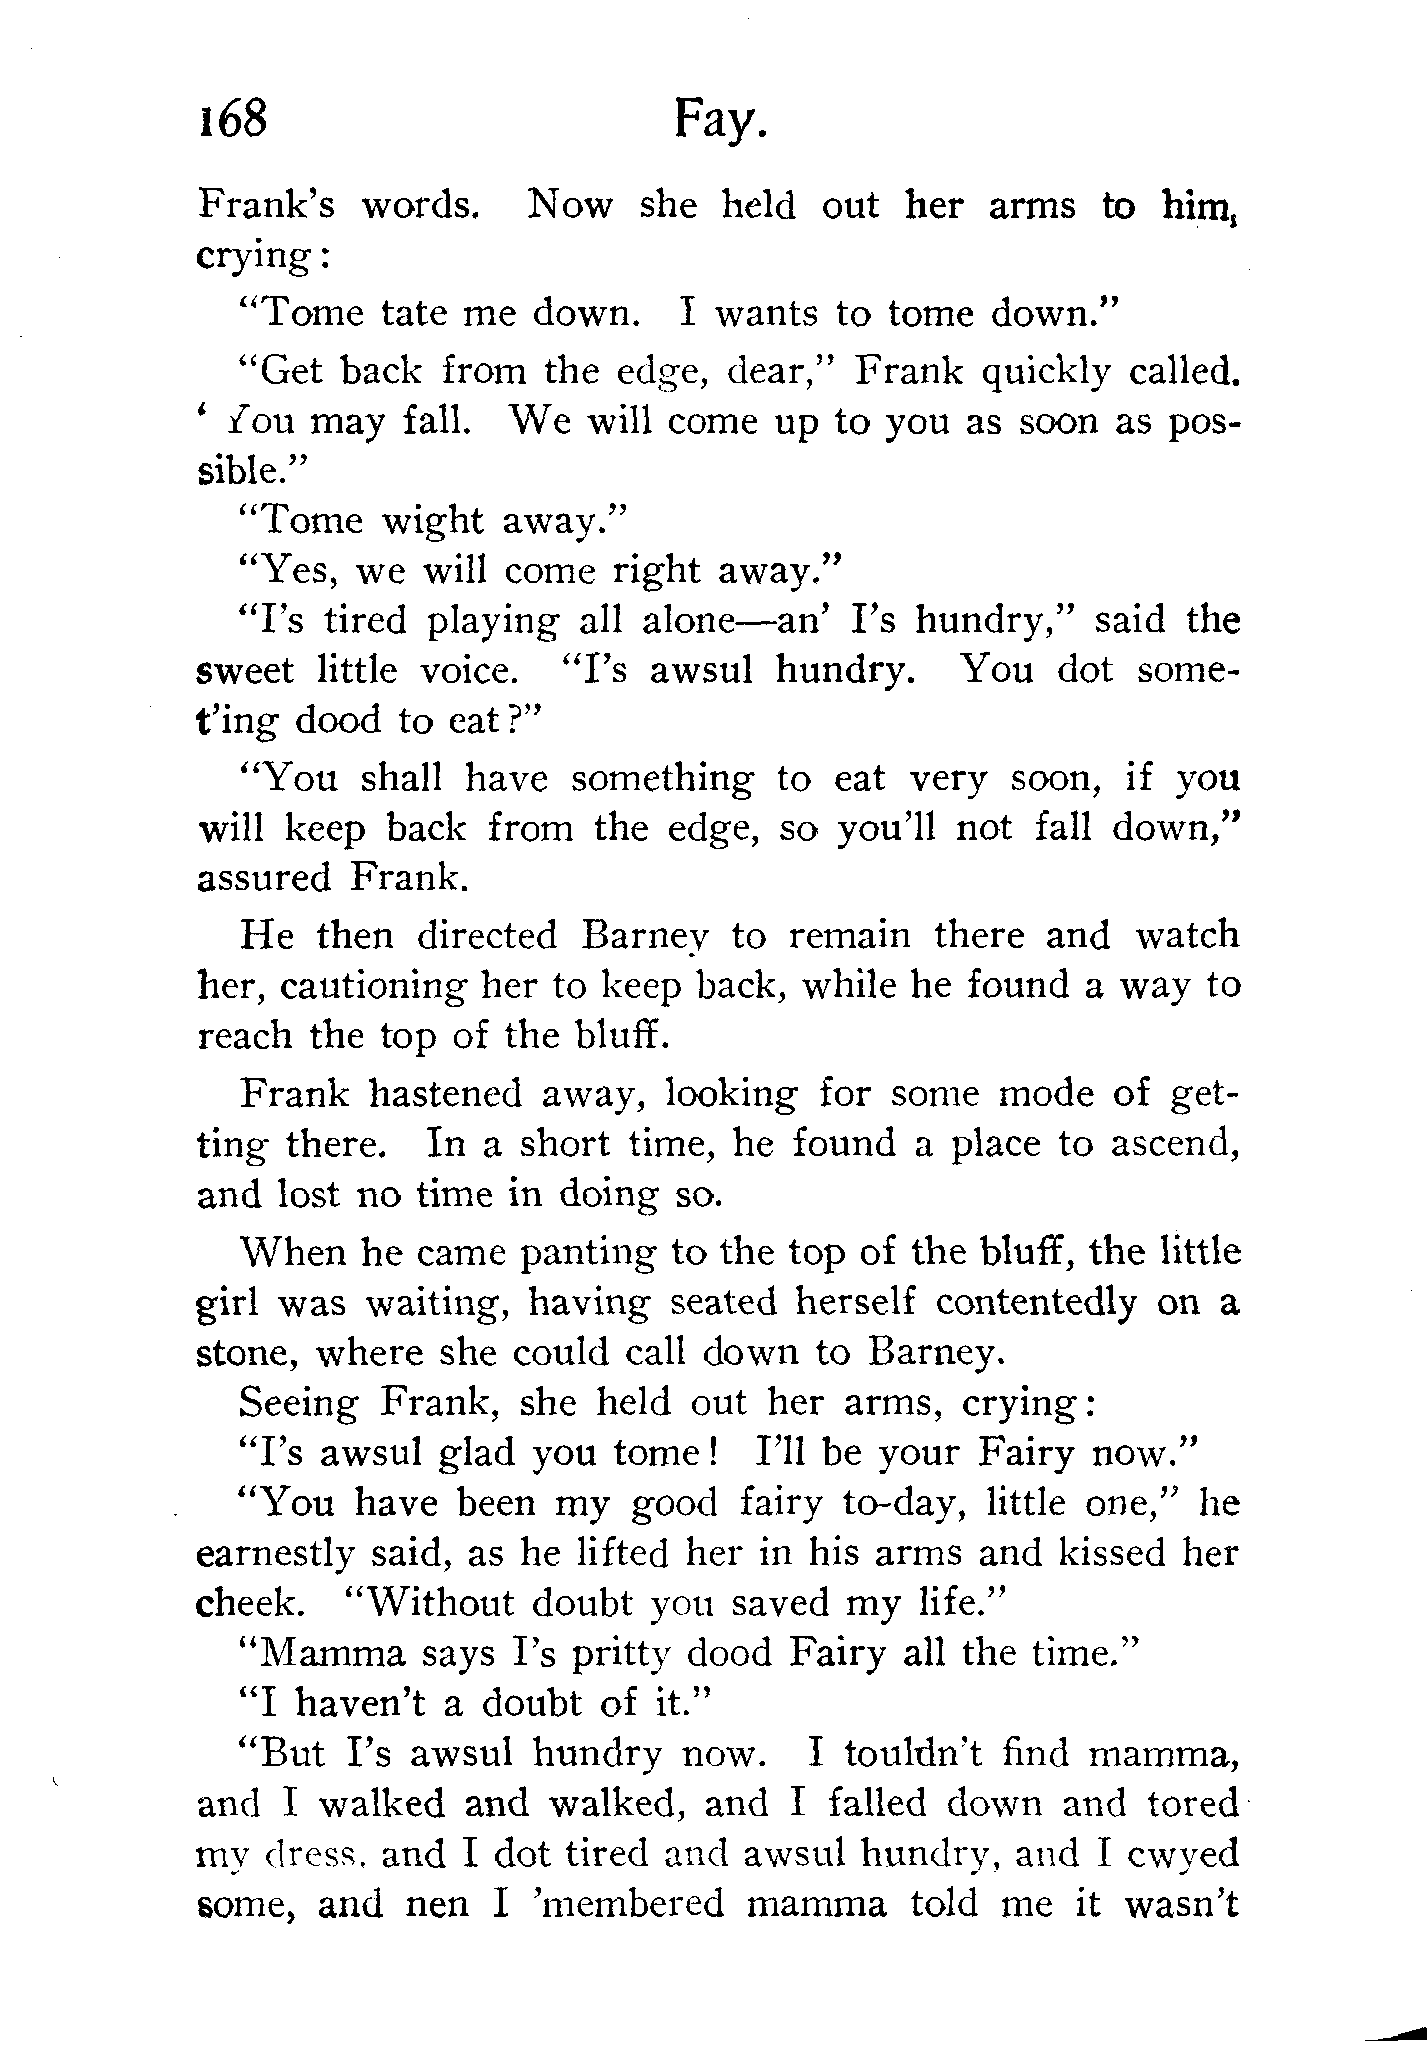 168 Fay.
Frank's words. Now she held out her arms to him,
crying:
"Tome tate me down. I wants to tome down."
"Get back from the edge, dear," Frank quickly called.
' You may fall. We will come up to you as soon as pos-
sible."
"Tome wight away."
"Yes, we will come right away."
"I's tired playing all alone—an' I's hundry," said the
sweet little voice. "I's awsul hundry. You dot some-
t'ing dood to eat?"
"You shall have something to eat very soon, if you
will keep back from the edge, so you'll not fall down,"
assured Frank.
He then directed Barney to remain there and watch
her, cautioning her to keep back, while he found a way to
reach the top of the bluff.
Frank hastened away, looking for some mode of get-
ting there. In a short time, he found a place to ascend,
and lost no time in doing so.
When he came panting to the top of the bluff, the little
girl was waiting, having seated herself contentedly on a
stone, where she could call down to Barney.
Seeing Frank, she held out her arms, crying:
"I's awsul glad you tome! I'll be your Fairy now."
"You have been my good fairy to-day, little one," he
earnestly said, as he lifted her in his arms and kissed her
cheek. "Without doubt you saved my life."
"Mamma says I's pritty dood Fairy all the time."
"I haven't a doubt of it."
"But I's awsul hundry now. I touldn't find mamma,
and I walked and walked, and I falled down and tored
my dress. and I dot tired and awsul hundry, and I cwyed
some, and nen I 'membered mamma told me it wasn't